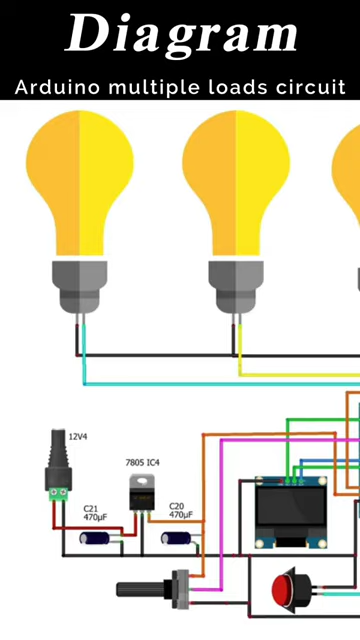 Diagram
Arduino multiple loads circuit
12V4
7805 IC4
C21
470µF
C20
470µF